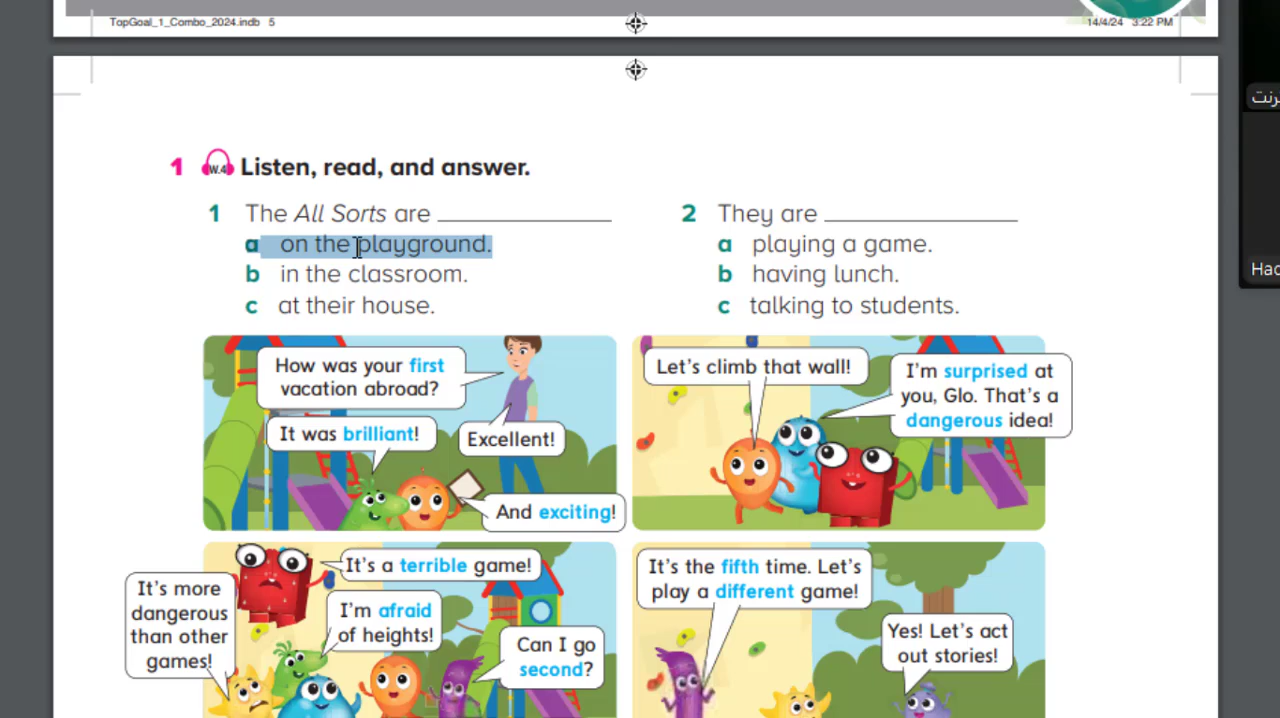 TopGoal_1_Combo_2024.indb 5
14/4/24 3:22 PM
1 W.4 Listen, read, and answer.
1 The All Sorts are
a on the playground.
b in the classroom.
c at their house.
2 They are
a playing a game.
b having lunch.
c talking to students.
How was your first
vacation abroad?
It was brilliant!
Excellent!
And exciting!
Let's climb that wall!
I'm surprised at
you, Glo. That's a
dangerous idea!
It's a terrible game!
It's more
dangerous
than other
games!
I'm afraid
of heights!
Can I go
second?
It's the fifth time. Let's
play a different game!
Yes! Let's act
out stories!